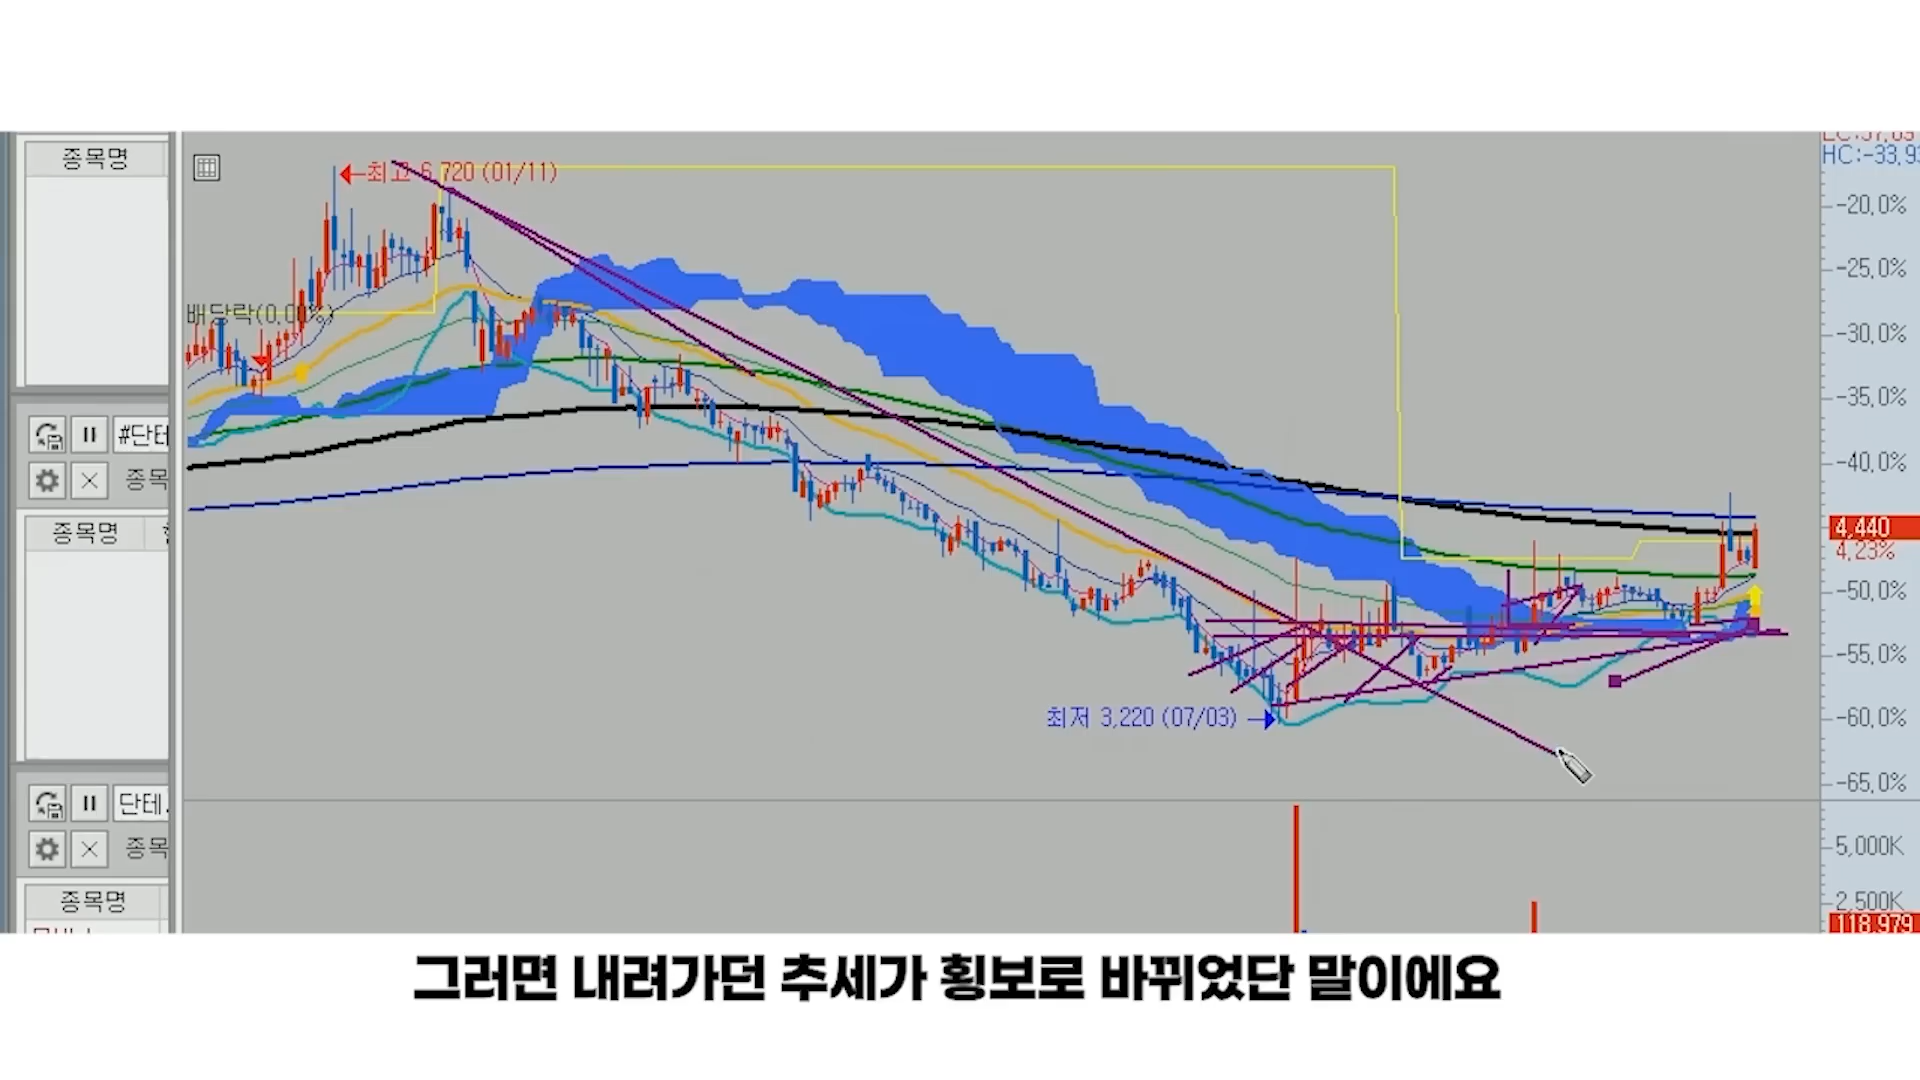 종목명
#단테
종목
종목명
단테
종목
종목명
최고 6,720 (01/11)
배당락(0.00%)
최저 3,220 (07/03)
HC:-33,93
-20.0%
-25.0%
-30.0%
-35.0%
-40.0%
4,440
4.23%
-50.0%
-55.0%
-60.0%
-65.0%
5,000K
2,500K
118,979
그러면 내려가던 추세가 횡보로 바뀌었단 말이에요